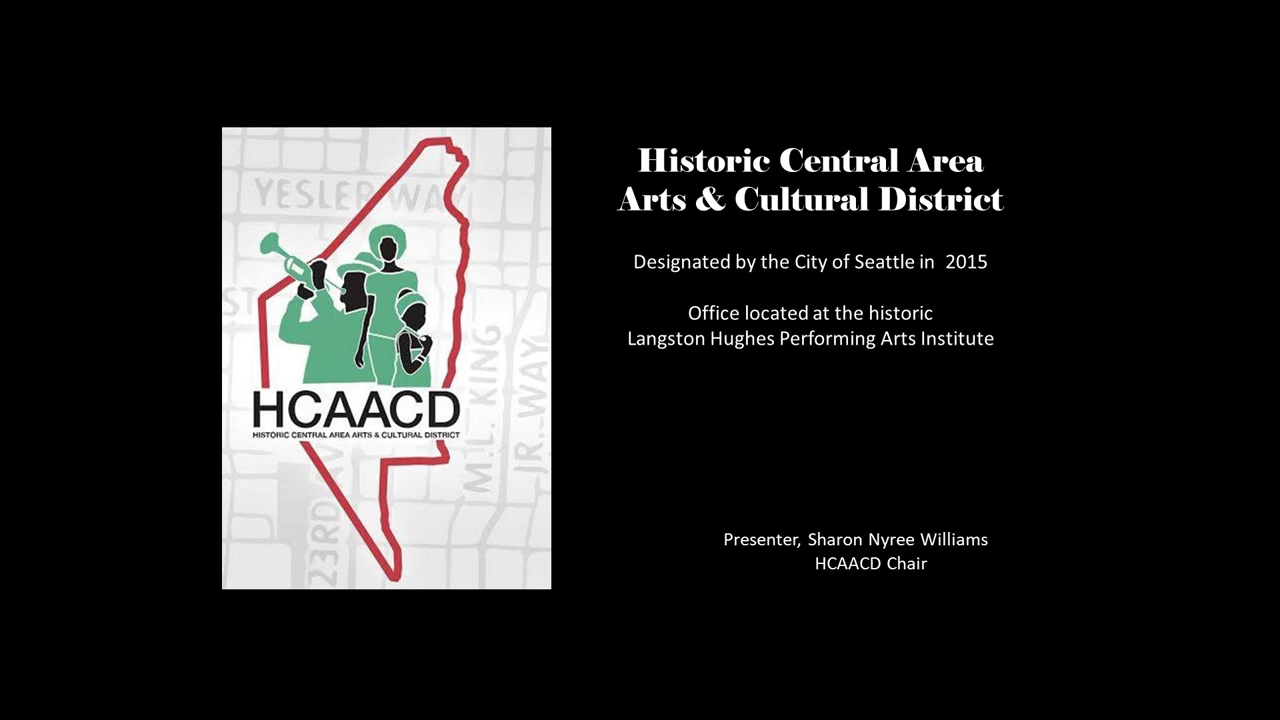 YESLER WAY
ST
HCAACD
HISTORIC CENTRAL AREA ARTS & CULTURAL DISTRICT
M.L. KING
JR. WAY
23RD AV
Historic Central Area
Arts & Cultural District
Designated by the City of Seattle in 2015
Office located at the historic
Langston Hughes Performing Arts Institute
Presenter, Sharon Nyree Williams
HCAACD Chair